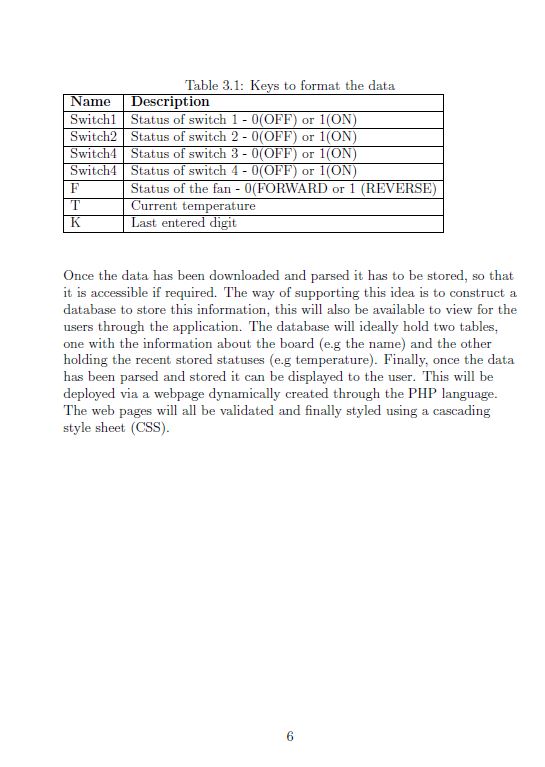 Table 3.1: Keys to format the data
Name Description
Switch1 Status of switch 1 - 0(OFF) or 1(ON)
Switch2 Status of switch 2 - 0(OFF) or 1(ON)
Switch4 Status of switch 3 - 0(OFF) or 1(ON)
Switch4 Status of switch 4 - 0(OFF) or 1(ON)
F Status of the fan - 0(FORWARD or 1 (REVERSE)
T Current temperature
K Last entered digit
Once the data has been downloaded and parsed it has to be stored, so that
it is accessible if required. The way of supporting this idea is to construct a
database to store this information, this will also be available to view for the
users through the application. The database will ideally hold two tables,
one with the information about the board (e.g the name) and the other
holding the recent stored statuses (e.g temperature). Finally, once the data
has been parsed and stored it can be displayed to the user. This will be
deployed via a webpage dynamically created through the PHP language.
The web pages will all be validated and finally styled using a cascading
style sheet (CSS).
6